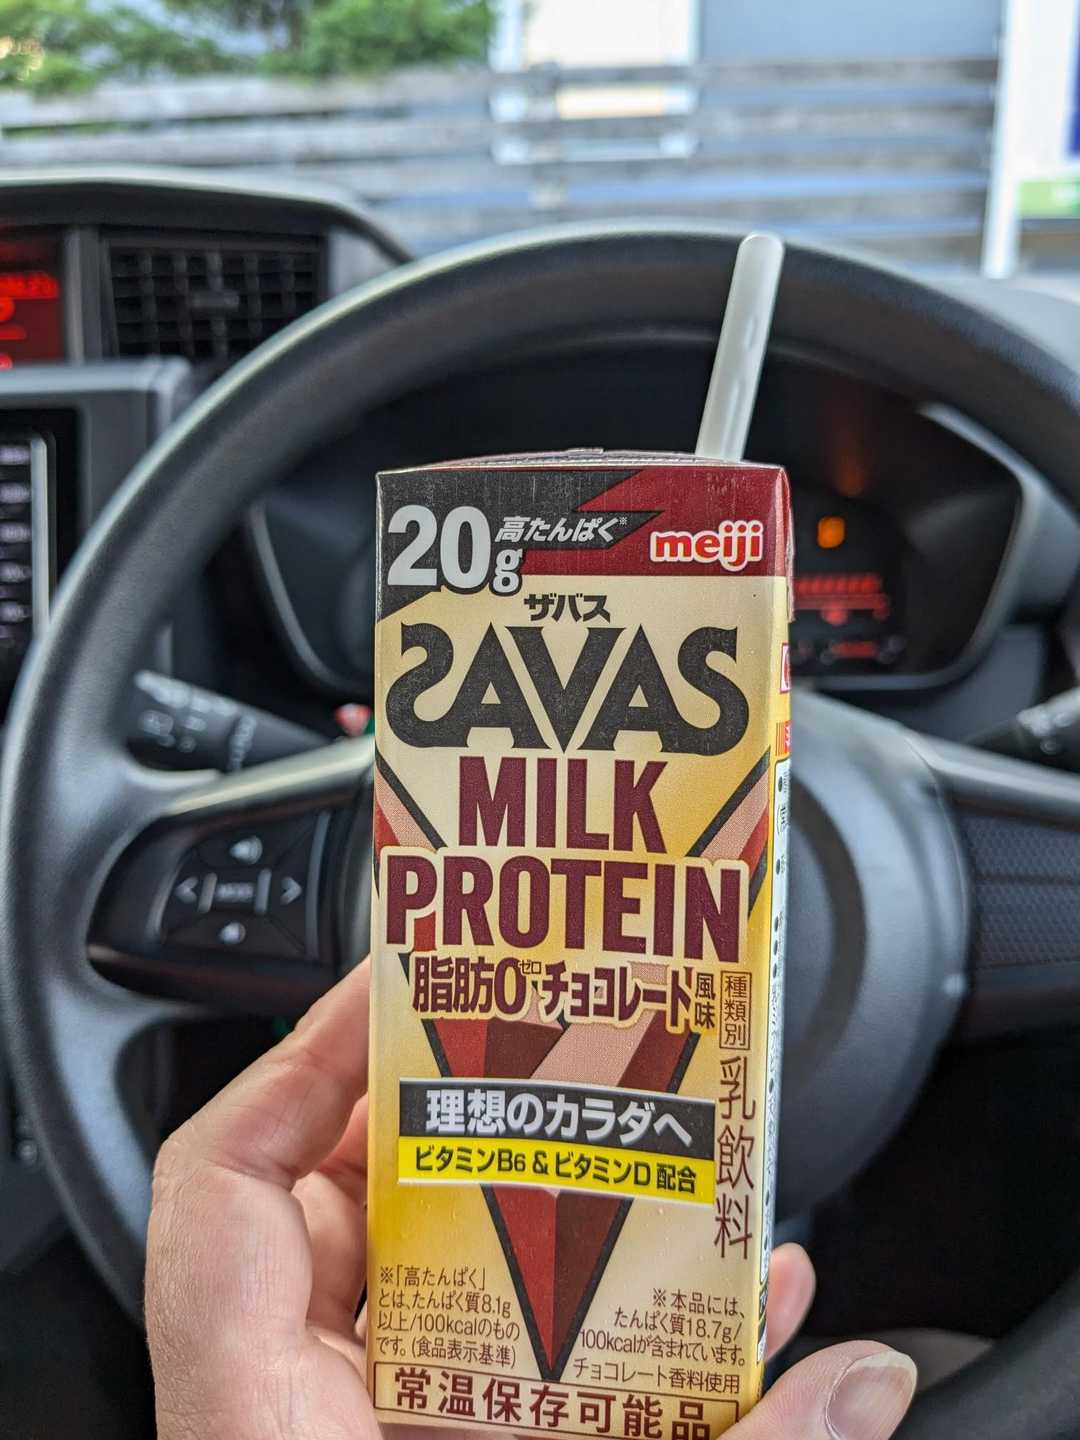 20g
高たんぱく※
meiji
ザバス
SAVAS
MILK
PROTEIN
脂肪0ゼロ チョコレート風味
種類別
乳飲料
理想のカラダへ
ビタミンB6 & ビタミンD 配合
※「高たんぱく」
とは、たんぱく質8.1g
以上/100kcalのもの
です。(食品表示基準)
※本品には、
たんぱく質18.7g/
100kcalが含まれています。
チョコレート香料使用
常温保存可能品
MODE